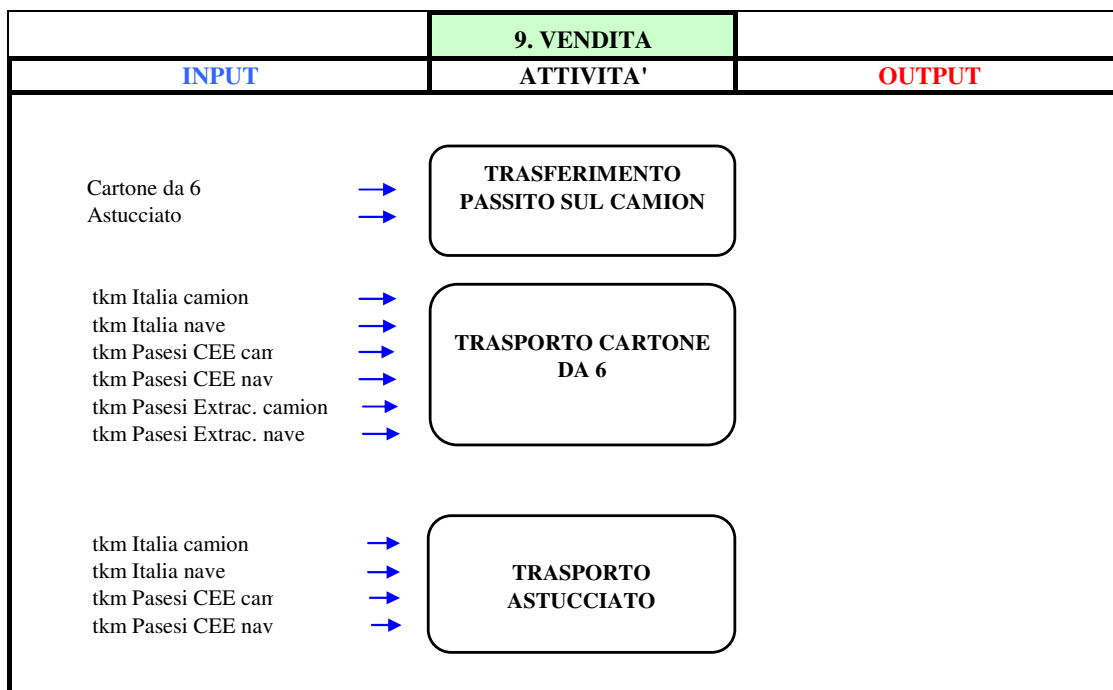 9. VENDITA
INPUT ATTIVITA' OUTPUT
TRASFERIMENTO
PASSITO SUL CAMION
Cartone da 6
Astucciato
tkm Italia camion
tkm Italia nave
tkm Pasesi CEE cam
tkm Pasesi CEE nav
tkm Pasesi Extrac. camion
tkm Pasesi Extrac. nave
TRASPORTO CARTONE
DA 6
tkm Italia camion
tkm Italia nave
tkm Pasesi CEE cam
tkm Pasesi CEE nav
TRASPORTO
ASTUCCIATO